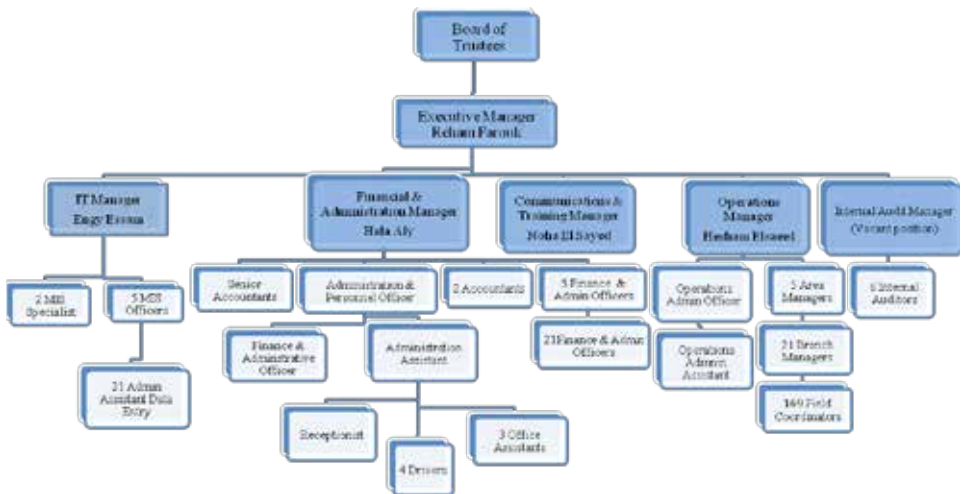 Board of
Trustees
Executive Manager
Reham Farouk
IT Manager
Engy Essam
Financial &
Administration Manager
Hala Aly
Communications &
Training Manager
Noha El Sayed
Operations
Manager
Hesham
Internal Audit Manager
(Vacant position)
2 MIS
Specialist
5 MIS
Officers
Senior
Accountants
Administration &
Personnel Officer
2 Accountants
5 Finance &
Admin Officers
Operations
Admin Officer
5 Area
Managers
6 Internal
Auditors
21 Admin
Assistant Data
Entry
Finance &
Administrative
Officer
Administration
Assistant
21 Finance & Admin
Officers
Operations
Admin
Assistant
21 Branch
Managers
169 Field
Coordinators
Receptionist
4 Drivers
3 Office
Assistants